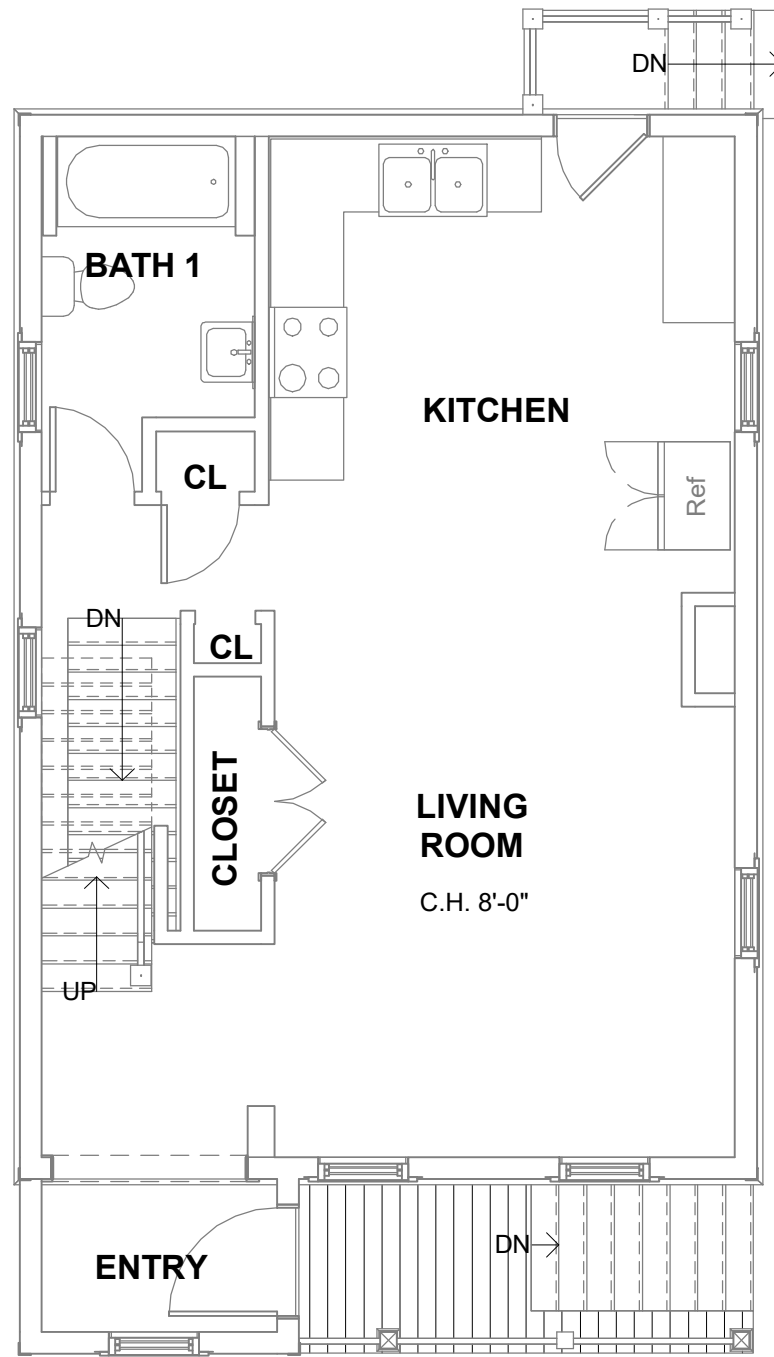 DN
BATH 1
KITCHEN
CL
Ref
DN
CL
CLOSET
LIVING
ROOM
C.H. 8'-0"
UP
DN
ENTRY